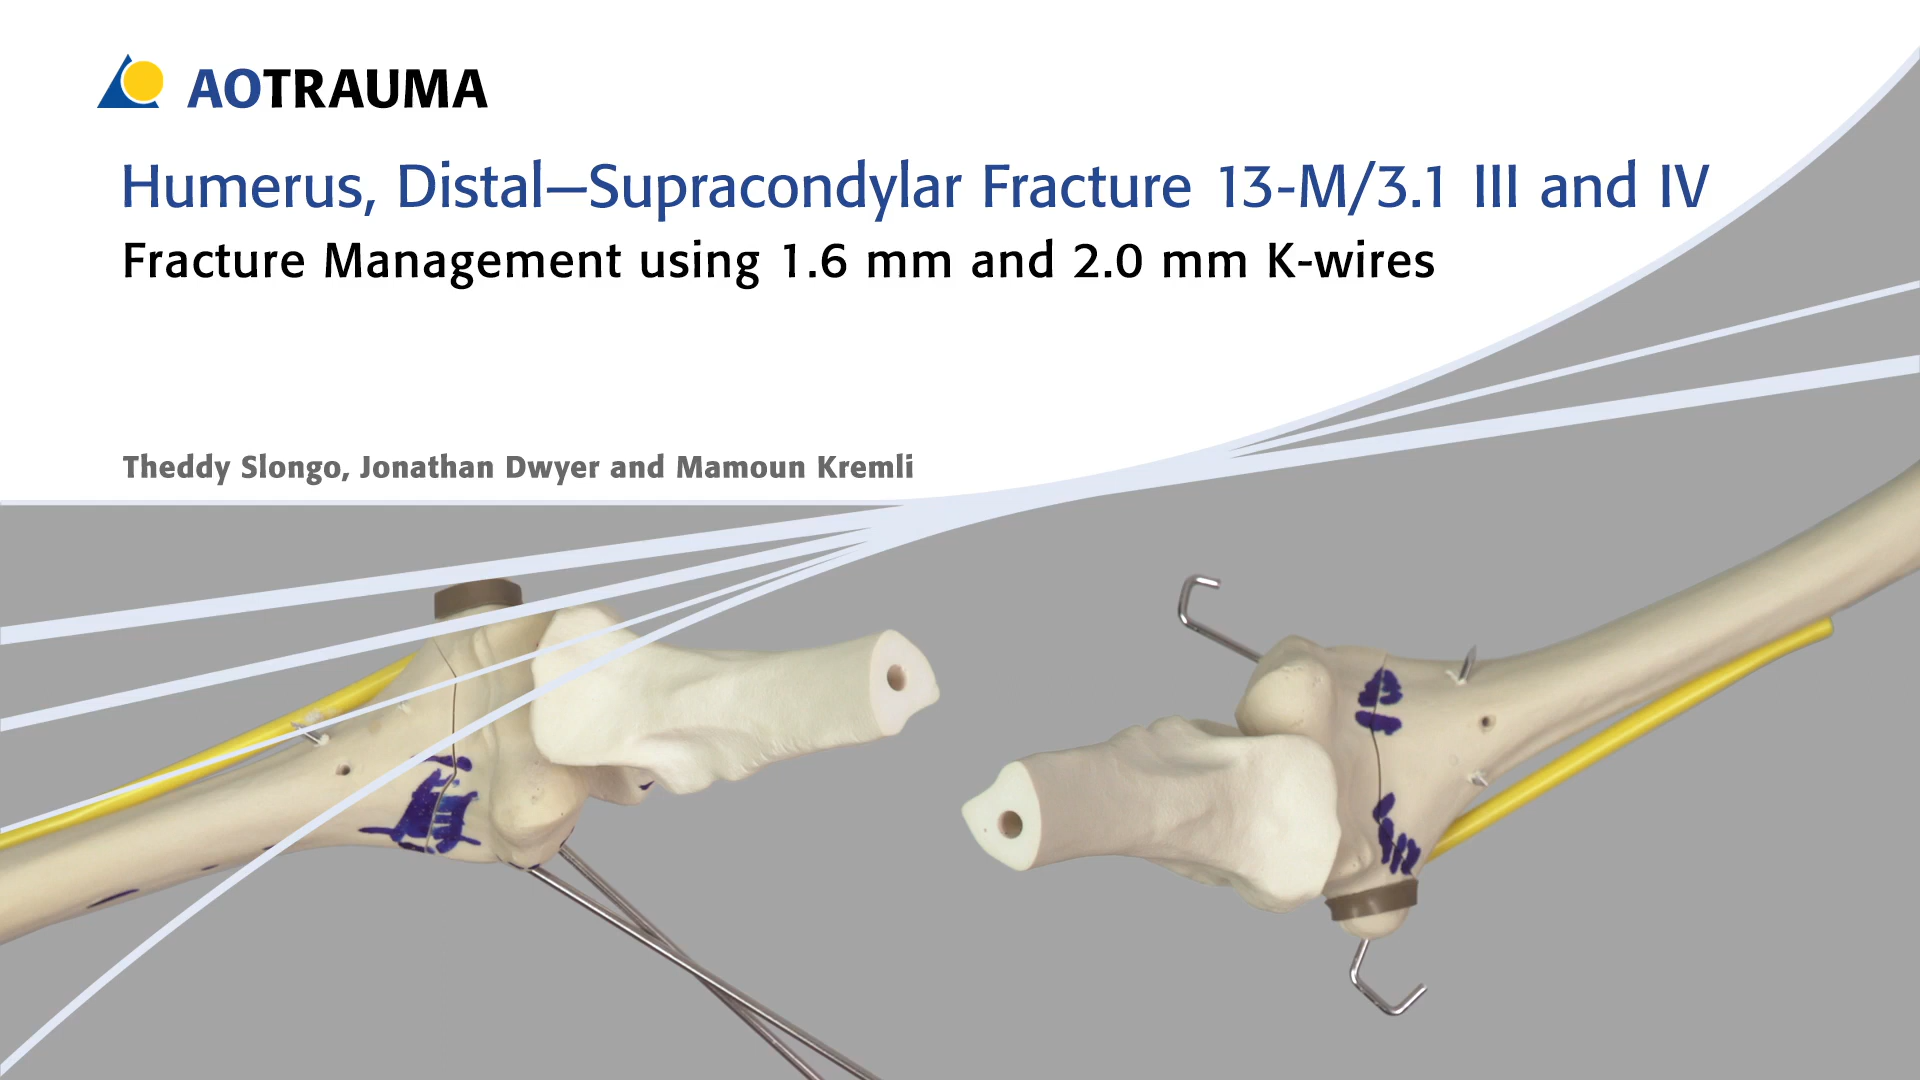 AOTRAUMA
Humerus, Distal—Supracondylar Fracture 13-M/3.1 III and IV
Fracture Management using 1.6 mm and 2.0 mm K-wires
Theddy Slongo, Jonathan Dwyer and Mamoun Kremli